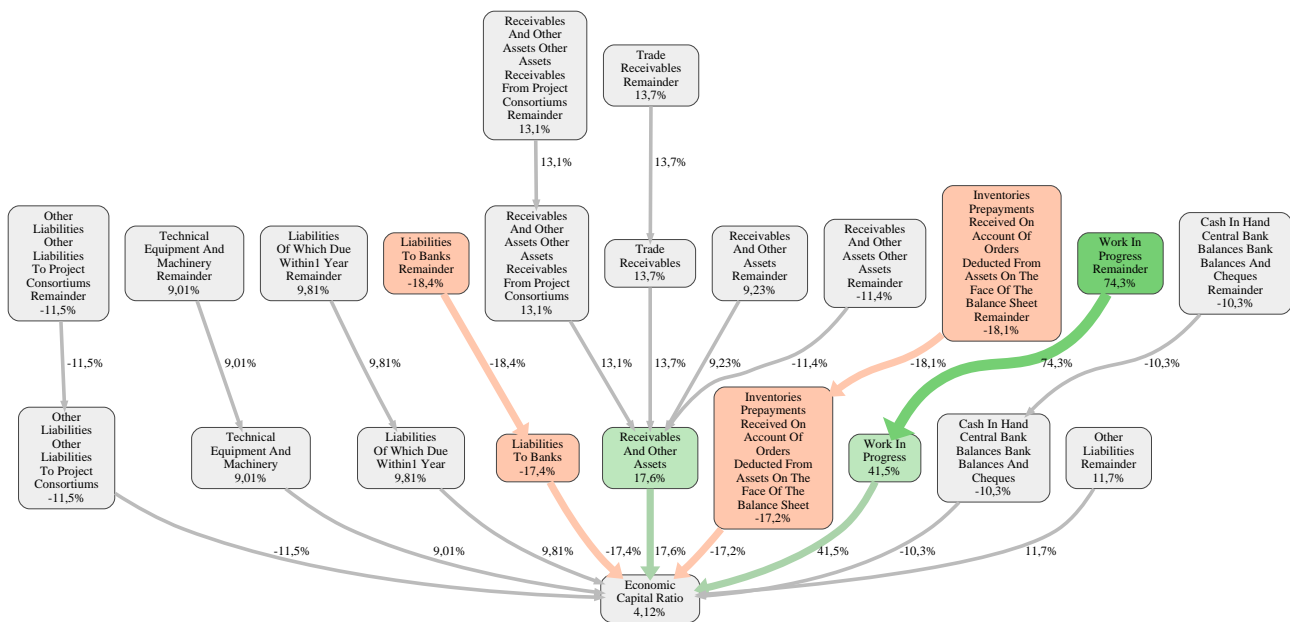 Receivables
And Other
Assets Other
Assets
Receivables
From Project
Consortiums
Remainder
13,1%
Trade
Receivables
Remainder
13,7%
13,1%
13,7%
Other
Liabilities
Other
Liabilities
To Project
Consortiums
Remainder
-11,5%
Technical
Equipment And
Machinery
Remainder
9,01%
Liabilities
Of Which Due
Within1 Year
Remainder
9,81%
Liabilities
To Banks
Remainder
-18,4%
Receivables
And Other
Assets Other
Assets
Receivables
From Project
Consortiums
13,1%
Trade
Receivables
13,7%
Receivables
And Other
Assets
Remainder
9,23%
Receivables
And Other
Assets Other
Assets
Remainder
-11,4%
Inventories
Prepayments
Received On
Account Of
Orders
Deducted From
Assets On The
Face Of The
Balance Sheet
Remainder
-18,1%
Work In
Progress
Remainder
74,3%
Cash In Hand
Central Bank
Balances Bank
Balances And
Cheques
Remainder
-10,3%
-11,5%
9,01%
9,81%
-18,4%
13,1%
13,7%
9,23%
-11,4%
-18,1%
74,3%
-10,3%
Other
Liabilities
Other
Liabilities
To Project
Consortiums
-11,5%
Technical
Equipment And
Machinery
9,01%
Liabilities
Of Which Due
Within1 Year
9,81%
Liabilities
To Banks
-17,4%
Receivables
And Other
Assets
17,6%
Inventories
Prepayments
Received On
Account Of
Orders
Deducted From
Assets On The
Face Of The
Balance Sheet
-17,2%
Work In
Progress
41,5%
Cash In Hand
Central Bank
Balances Bank
Balances And
Cheques
-10,3%
Other
Liabilities
Remainder
11,7%
-11,5%
9,01%
9,81%
-17,4%
17,6%
-17,2%
41,5%
-10,3%
11,7%
Economic
Capital Ratio
4,12%